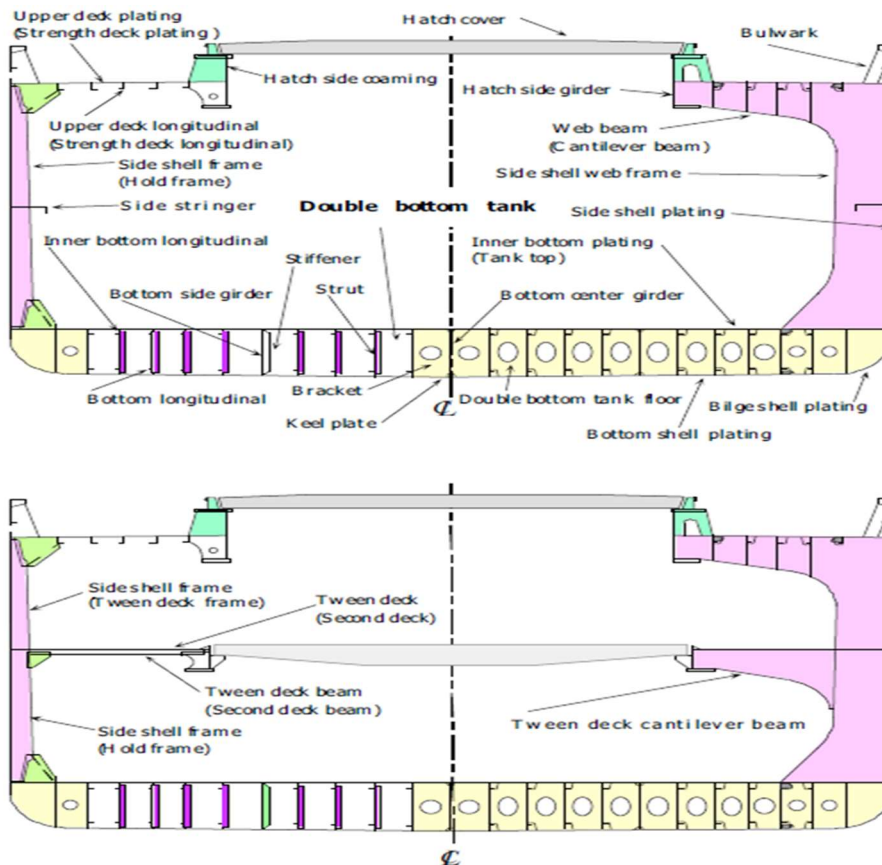 Upper deck plating
(Strength deck plating )
Hatch cover
Bulwark
Hatch side coaming
Hatch side girder
Upper deck longitudinal
(Strength deck longitudinal)
Web beam
(Cantilever beam)
Side shell frame
(Hold frame)
Side shell web frame
Side stringer
Double bottom tank
Side shell plating
Inner bottom longitudinal
Inner bottom plating
(Tank top)
Stiffener
Bottom side girder
Strut
Bottom center girder
Bottom longitudinal
Bracket
Double bottom tank floor
Bilge shell plating
Keel plate
℄
Bottom shell plating
Side shell frame
(Tween deck frame)
Tween deck
(Second deck)
Tween deck beam
(Second deck beam)
Tween deck cantilever beam
Side shell frame
(Hold frame)
℄